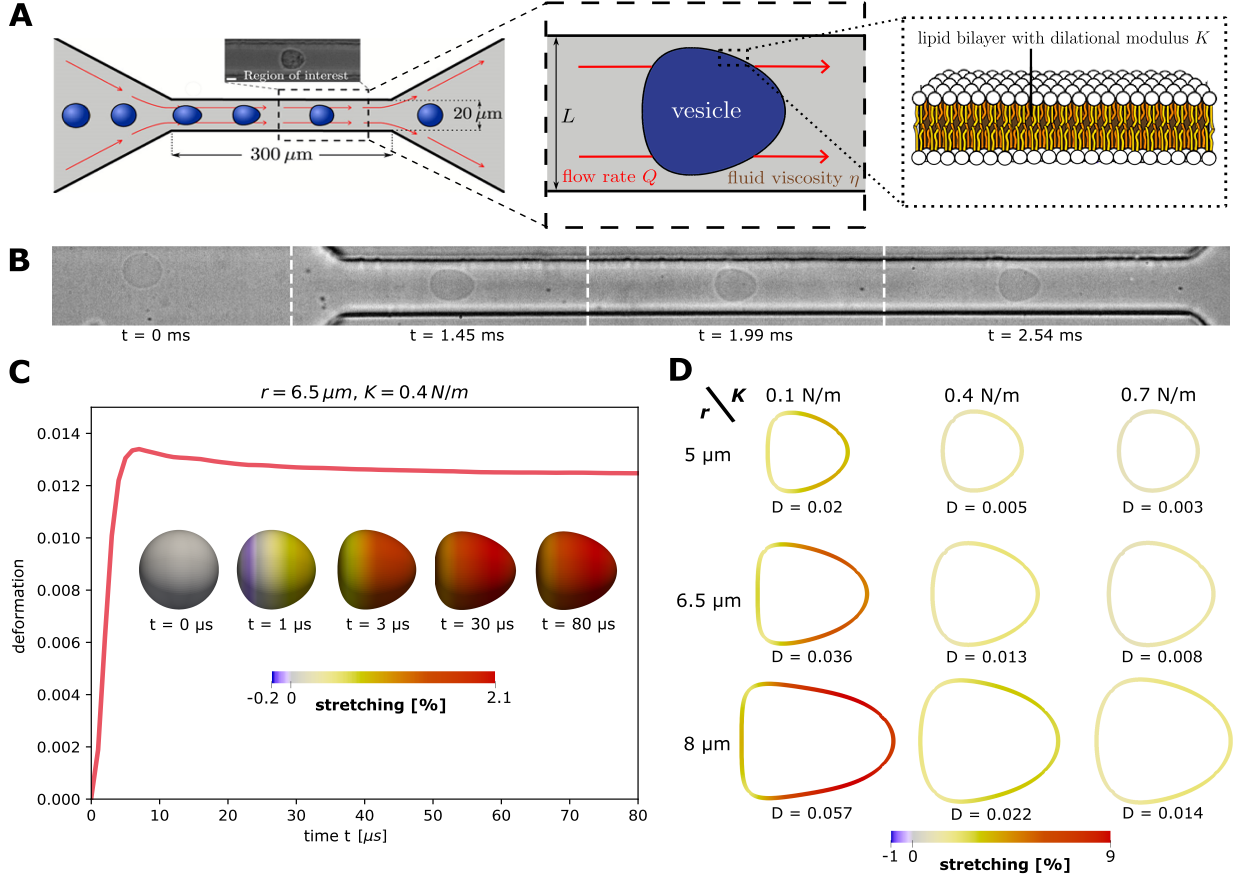 A
Region of interest
20 μm
300 μm
L
vesicle
flow rate Q
fluid viscosity η
lipid bilayer with dilational modulus K
B
t = 0 ms
t = 1.45 ms
t = 1.99 ms
t = 2.54 ms
C
r = 6.5 μm, K = 0.4 N/m
deformation
0.014
0.012
0.010
0.008
0.006
0.004
0.002
0.000
t = 0 μs
t = 1 μs
t = 3 μs
t = 30 μs
t = 80 μs
-0.2 0 2.1
stretching [%]
0 10 20 30 40 50 60 70 80
time t [μs]
D
r K
0.1 N/m
0.4 N/m
0.7 N/m
5 μm
D = 0.02
D = 0.005
D = 0.003
6.5 μm
D = 0.036
D = 0.013
D = 0.008
8 μm
D = 0.057
D = 0.022
D = 0.014
-1 0 9
stretching [%]